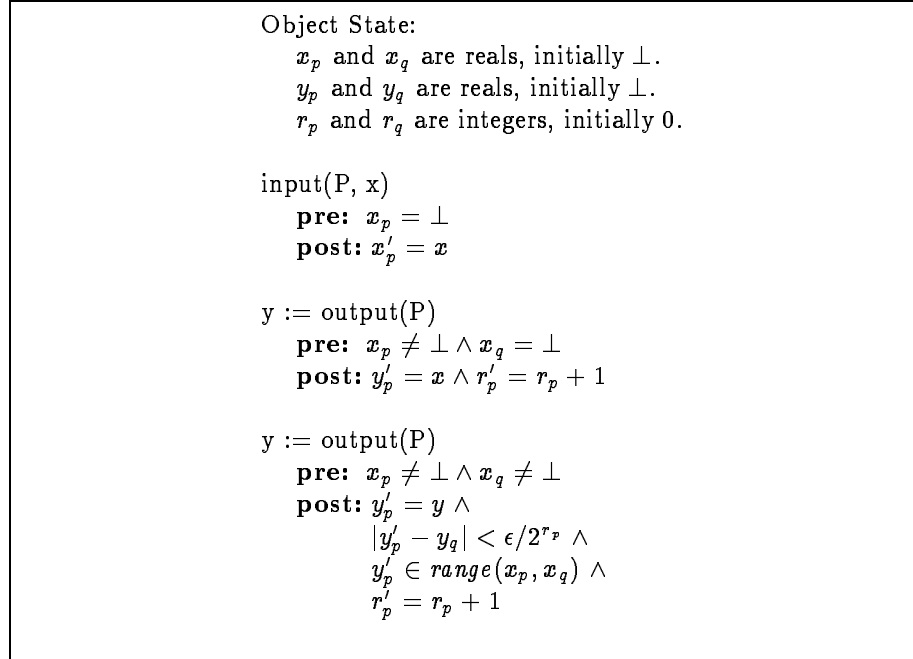 Object State:
x_p and x_q are reals, initially ⊥.
y_p and y_q are reals, initially ⊥.
r_p and r_q are integers, initially 0.
input(P, x)
pre: x_p = ⊥
post: x′_p = x
y := output(P)
pre: x_p ≠ ⊥ ∧ x_q = ⊥
post: y′_p = x ∧ r′_p = r_p + 1
y := output(P)
pre: x_p ≠ ⊥ ∧ x_q ≠ ⊥
post: y′_p = y ∧
|y′_p − y_q| < ϵ/2^{r_p} ∧
y′_p ∈ range(x_p, x_q) ∧
r′_p = r_p + 1